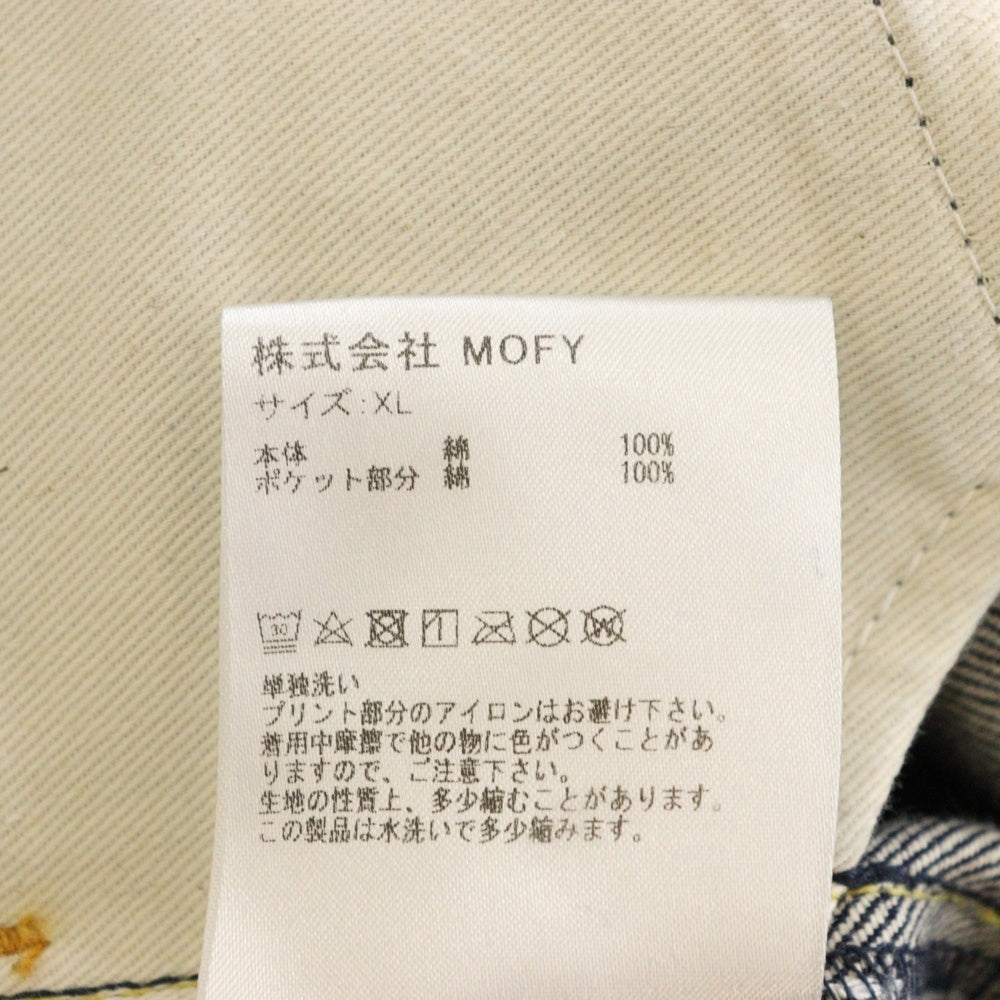 株式会社 MOFY
サイズ:XL
本体 綿 100%
ポケット部分 綿 100%
30
W
単独洗い
プリント部分のアイロンはお避け下さい。
着用中摩擦で他の物に色がつくことがあ
りますので、ご注意下さい。
生地の性質上、多少縮むことがあります。
この製品は水洗いで多少縮みます。